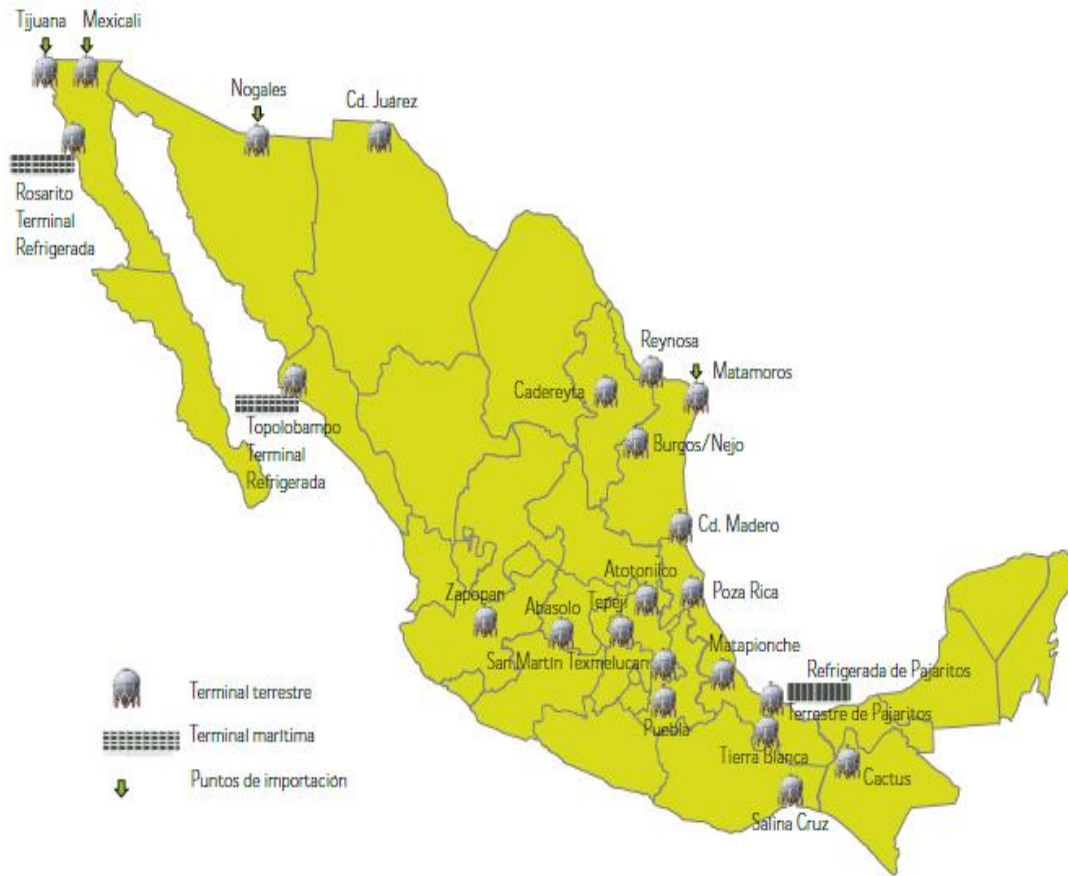 Tijuana
Mexicali
Nogales
Cd. Juárez
Rosarito
Terminal
Refrigerada
Reynosa
Matamoros
Cadereyta
Topolobampo
Terminal
Refrigerada
Burgos/Nejo
Cd. Madero
Atotonilco
Zapopan
Abasolo
Tepeji
Poza Rica
San Martín Texmelucan
Matapionche
Refrigerada de Pajaritos
Terrestre de Pajaritos
Puebla
Tierra Blanca
Cactus
Salina Cruz
Terminal terrestre
Terminal marítima
Puntos de importación